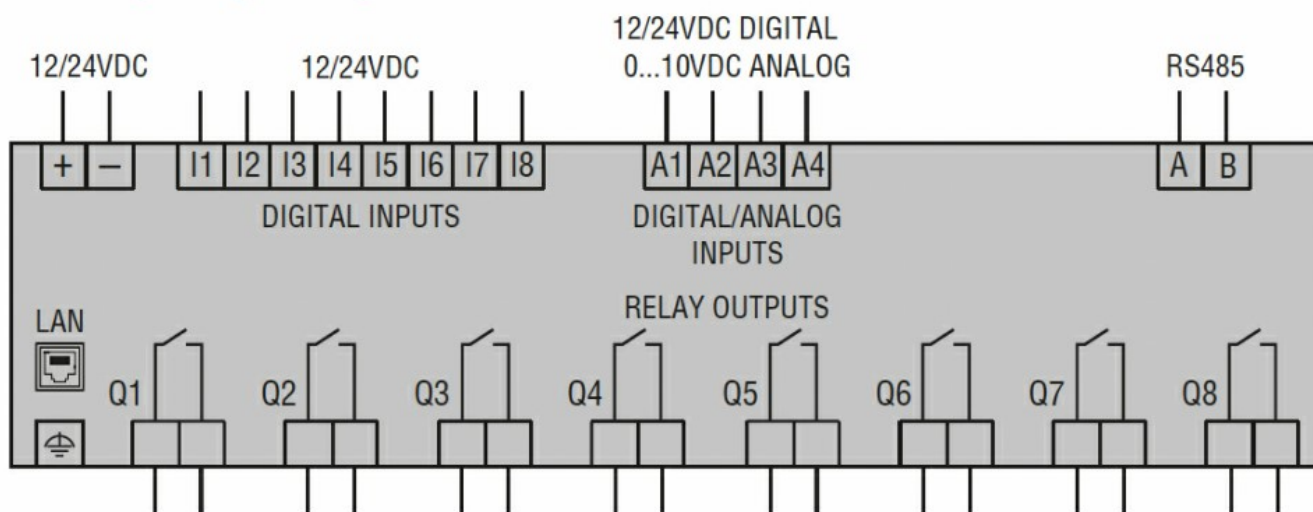 12/24VDC DIGITAL
12/24VDC 12/24VDC 0...10VDC ANALOG RS485
+ − I1 I2 I3 I4 I5 I6 I7 I8 A1 A2 A3 A4 A B
DIGITAL INPUTS DIGITAL/ANALOG
INPUTS
RELAY OUTPUTS
LAN
Q1 Q2 Q3 Q4 Q5 Q6 Q7 Q8